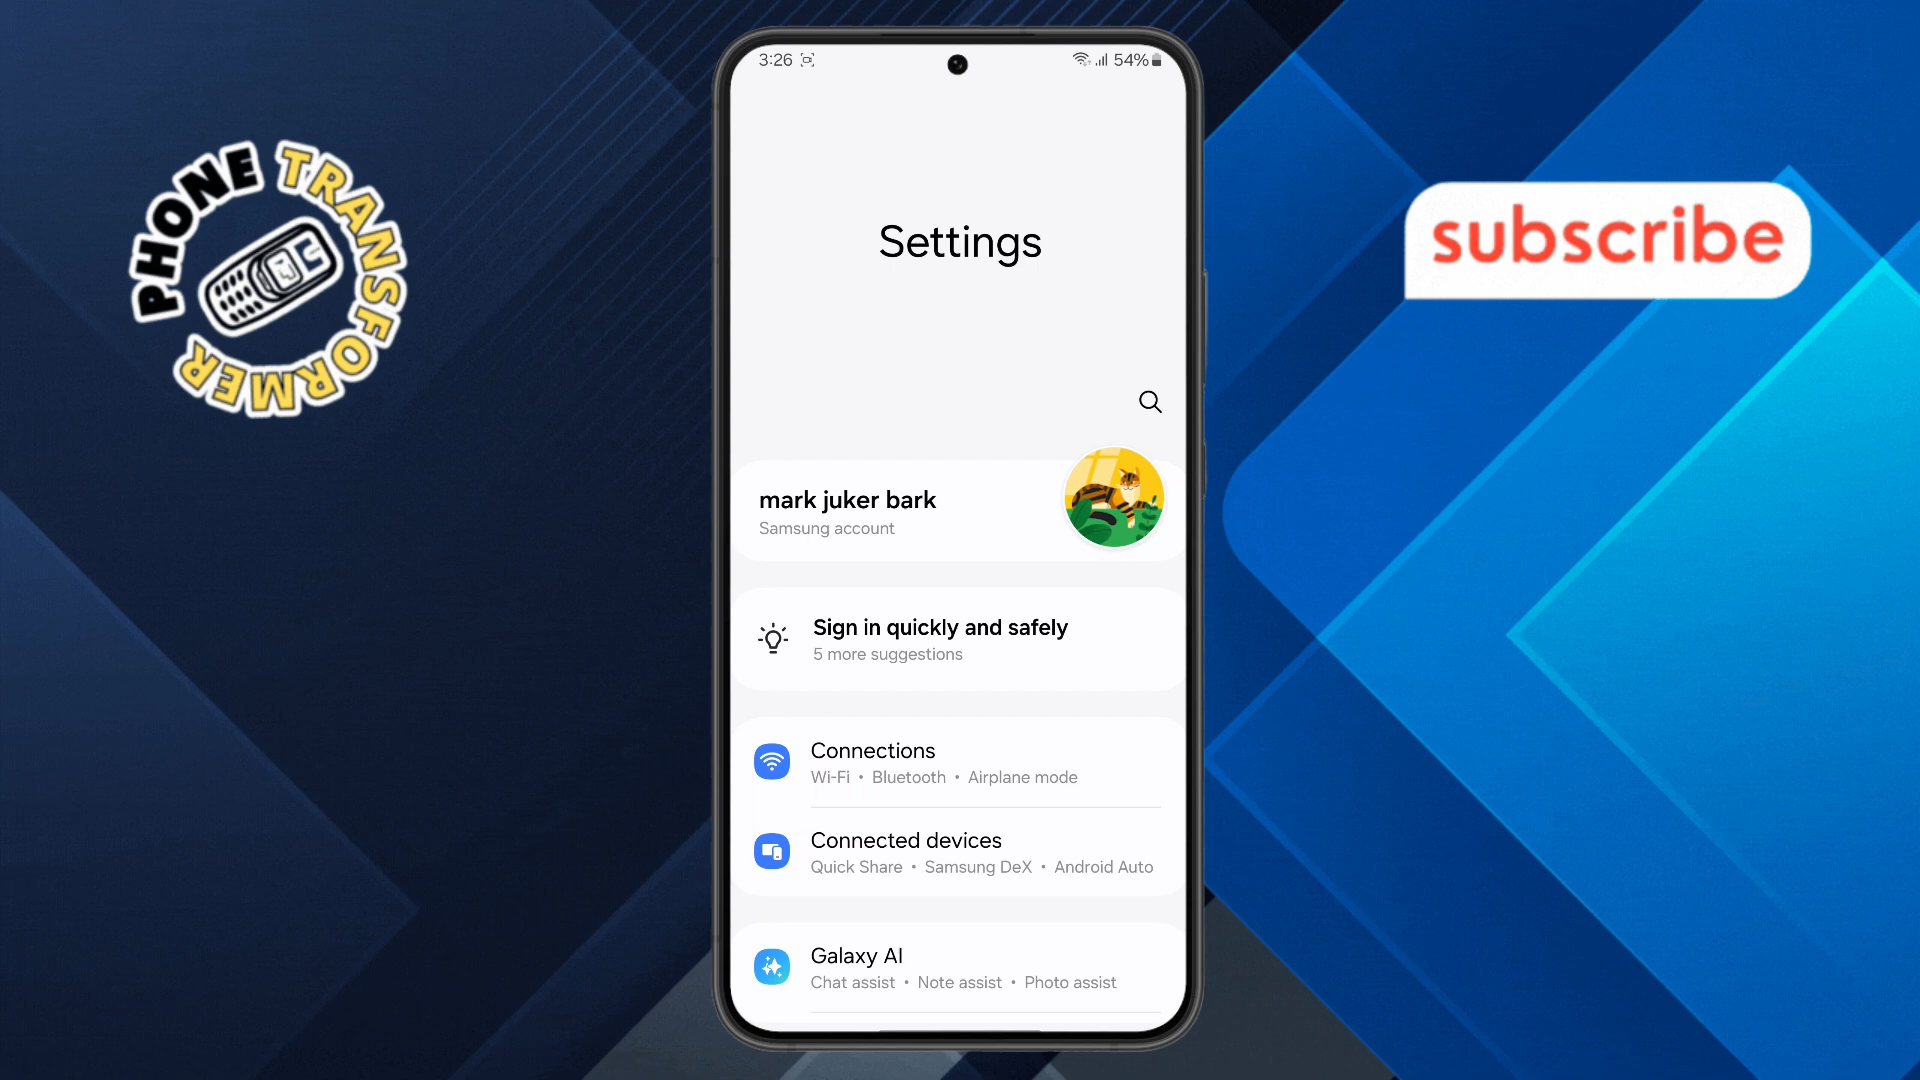 PHONE TRANSFORMER
subscribe
3:26
54%
Settings
mark juker bark
Samsung account
Sign in quickly and safely
5 more suggestions
Connections
Wi-Fi • Bluetooth • Airplane mode
Connected devices
Quick Share • Samsung DeX • Android Auto
Galaxy AI
Chat assist • Note assist • Photo assist